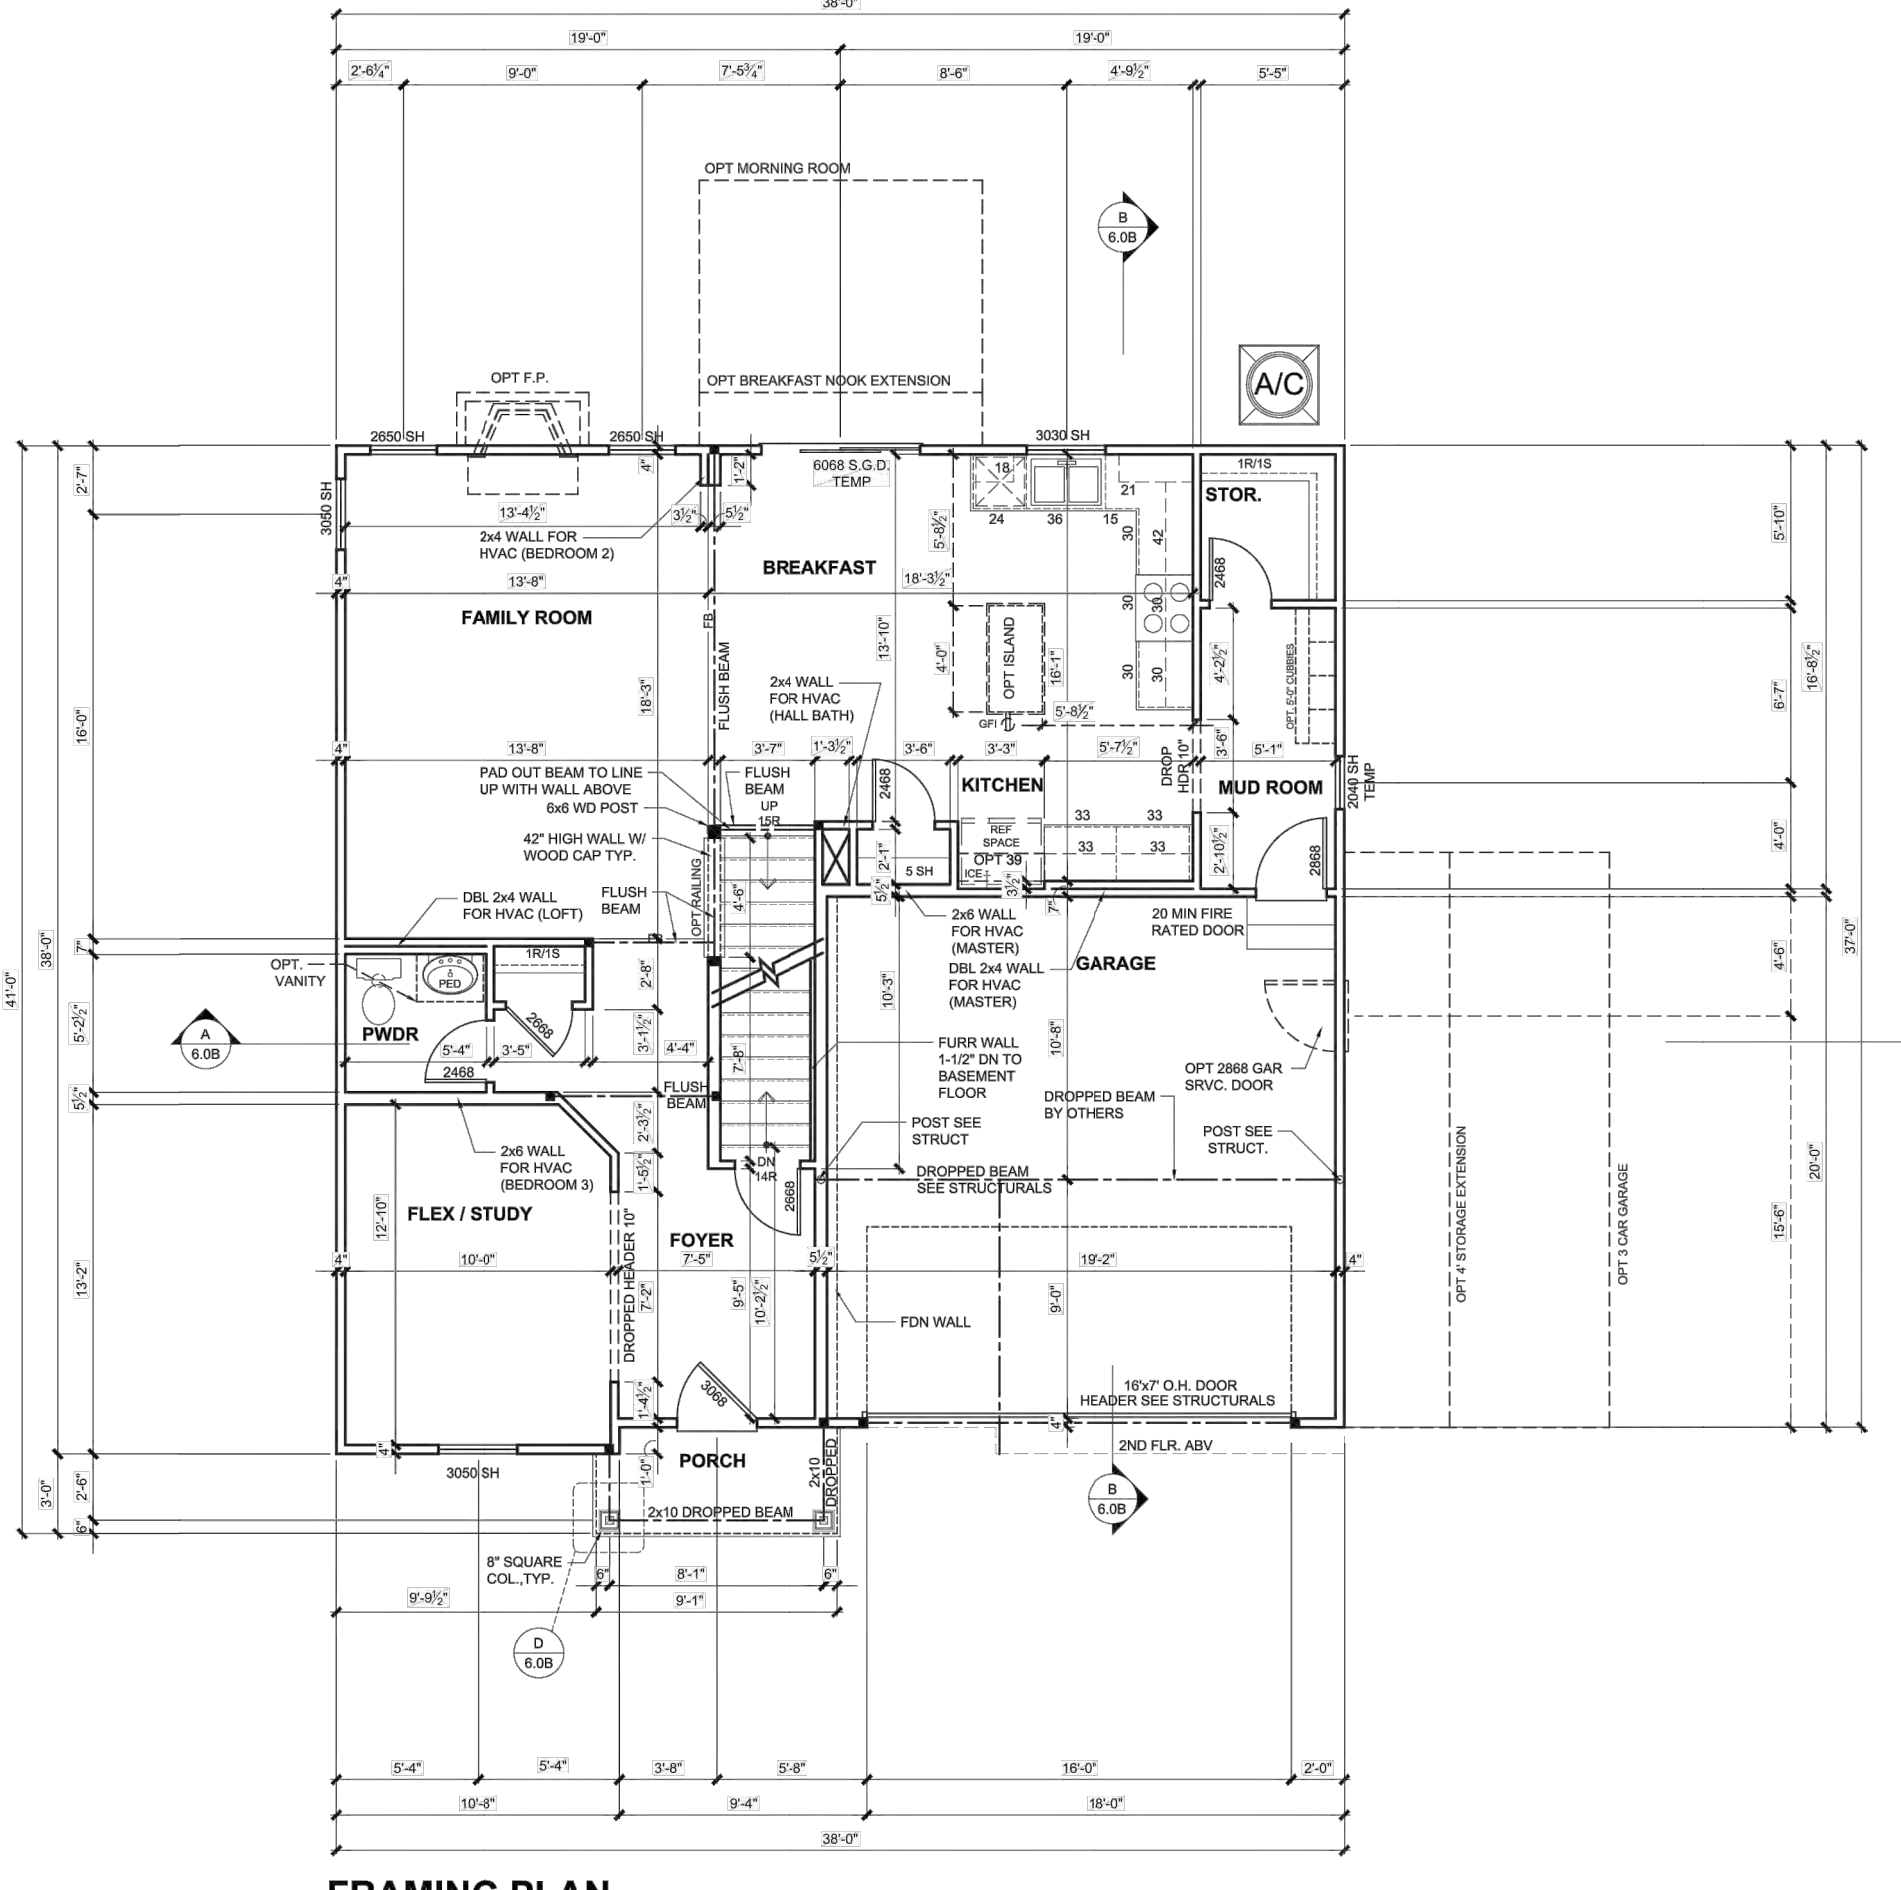 38'-0"
19'-0" 19'-0"
2'-6¼" 9'-0" 7'-5¾" 8'-6" 4'-9½" 5'-5"
OPT MORNING ROOM
B
6.0B
OPT F.P.
OPT BREAKFAST NOOK EXTENSION
A/C
2650 SH 2650 SH 3030 SH
4" 1'-2"
6068 S.G.D.
TEMP
18
21
1R/1S
STOR.
2'-7"
3050 SH
13'-4½" 3½" 5½"
24 36 15
5'-8½" 30 42
5'-10"
2x4 WALL FOR
HVAC (BEDROOM 2)
BREAKFAST
4" 13'-8" 18'-3½"
2468
FAMILY ROOM
FB
30 30
FLUSH BEAM
13'-10"
4'-0"
OPT ISLAND
16'-1"
30 30
4'-2½"
OPT. 5'-0" CUBBIES
6'-7"
16'-8½"
18'-3"
2x4 WALL
FOR HVAC
(HALL BATH)
GFI
5'-8½"
16'-0"
4" 13'-8" 3'-7" 1'-3½" 3'-6" 3'-3" 5'-7½" 3'-6" 5'-1"
DROP
HDR 10"
PAD OUT BEAM TO LINE
UP WITH WALL ABOVE
6x6 WD POST
FLUSH
BEAM
UP
15R
2468
KITCHEN
MUD ROOM
2040 SH
TEMP
42" HIGH WALL W/
WOOD CAP TYP.
REF
SPACE
OPT 39
ICE
33 33
33 33
2'-10½"
2868
4'-0"
2'-1"
5 SH
5½"
3½"
7"
OPT RAILING
4'-6"
DBL 2x4 WALL
FOR HVAC (LOFT)
FLUSH
BEAM
2x6 WALL
FOR HVAC
(MASTER)
20 MIN FIRE
RATED DOOR
38'-0"
41'-0"
37'-0"
7"
OPT.
VANITY
PED
1R/1S
2'-8"
DBL 2x4 WALL
FOR HVAC
(MASTER)
GARAGE
10'-3"
4'-6"
A
6.0B
5'-2½"
PWDR
2668
5'-4" 3'-5" 3'-1½" 4'-4"
2468
7'-8"
FURR WALL
1-1/2" DN TO
BASEMENT
FLOOR
10'-8"
OPT 2868 GAR
SRVC. DOOR
5½"
FLUSH
BEAM
DROPPED BEAM
BY OTHERS
POST SEE
STRUCT
POST SEE
STRUCT.
2'-3½"
2x6 WALL
FOR HVAC
(BEDROOM 3)
1'-5½"
DN
14R
2668
DROPPED BEAM
SEE STRUCTURALS
OPT 4' STORAGE EXTENSION
OPT 3 CAR GARAGE
20'-0"
12'-10"
FLEX / STUDY
FOYER
15'-6"
4" 10'-0" 7'-5" 5½" 19'-2" 4"
DROPPED HEADER 10"
13'-2"
7'-2"
9'-5"
10'-2½"
9'-0"
FDN WALL
3068
1'-4½"
16'x7' O.H. DOOR
HEADER SEE STRUCTURALS
4"
4"
2ND FLR. ABV
3050 SH
1'-0"
PORCH
2x10
DROPPED
3'-0"
2'-6"
6"
2x10 DROPPED BEAM
B
6.0B
8" SQUARE
COL.,TYP.
6" 8'-1" 6"
9'-9½" 9'-1"
D
6.0B
5'-4" 5'-4" 3'-8" 5'-8" 16'-0" 2'-0"
10'-8" 9'-4" 18'-0"
38'-0"
FRAMING PLAN